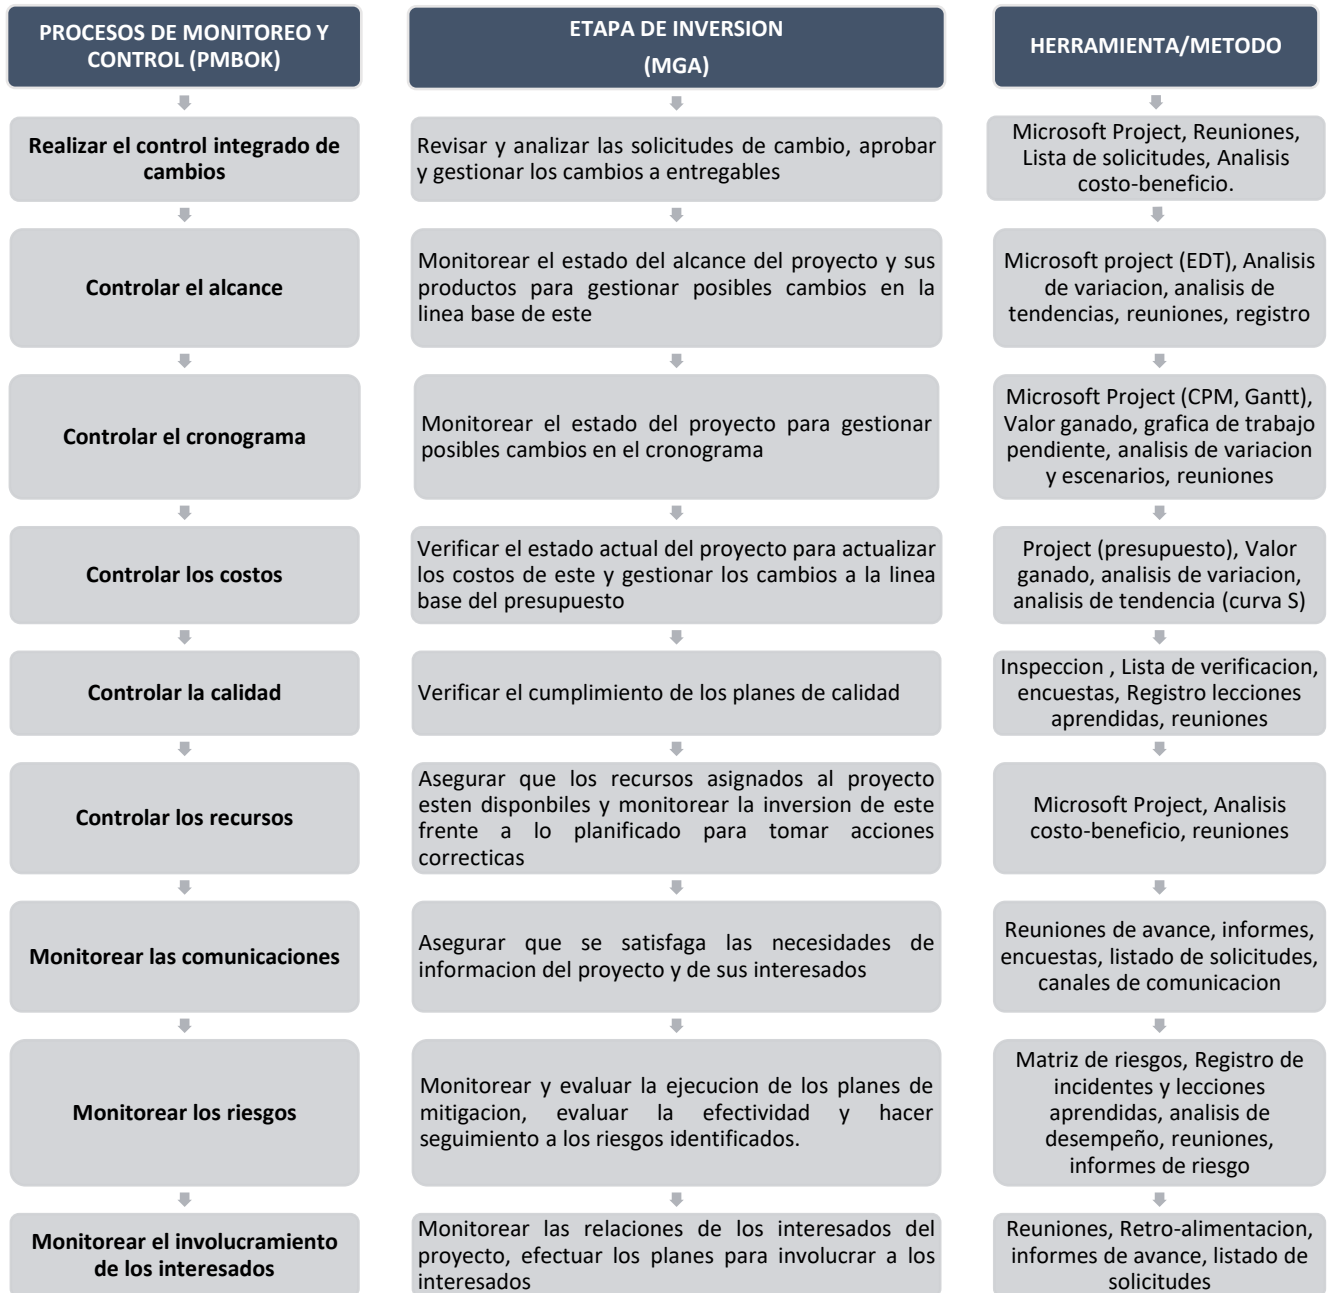 PROCESOS DE MONITOREO Y
CONTROL (PMBOK)
ETAPA DE INVERSION
(MGA)
HERRAMIENTA/METODO
Realizar el control integrado de
cambios
Revisar y analizar las solicitudes de cambio, aprobar
y gestionar los cambios a entregables
Microsoft Project, Reuniones,
Lista de solicitudes, Analisis
costo-beneficio.
Controlar el alcance
Monitorear el estado del alcance del proyecto y sus
productos para gestionar posibles cambios en la
linea base de este
Microsoft project (EDT), Analisis
de variacion, analisis de
tendencias, reuniones, registro
Controlar el cronograma
Monitorear el estado del proyecto para gestionar
posibles cambios en el cronograma
Microsoft Project (CPM, Gantt),
Valor ganado, grafica de trabajo
pendiente, analisis de variacion
y escenarios, reuniones
Controlar los costos
Verificar el estado actual del proyecto para actualizar
los costos de este y gestionar los cambios a la linea
base del presupuesto
Project (presupuesto), Valor
ganado, analisis de variacion,
analisis de tendencia (curva S)
Controlar la calidad
Verificar el cumplimiento de los planes de calidad
Inspeccion , Lista de verificacion,
encuestas, Registro lecciones
aprendidas, reuniones
Controlar los recursos
Asegurar que los recursos asignados al proyecto
esten disponbiles y monitorear la inversion de este
frente a lo planificado para tomar acciones
correcticas
Microsoft Project, Analisis
costo-beneficio, reuniones
Monitorear las comunicaciones
Asegurar que se satisfaga las necesidades de
informacion del proyecto y de sus interesados
Reuniones de avance, informes,
encuestas, listado de solicitudes,
canales de comunicacion
Monitorear los riesgos
Monitorear y evaluar la ejecucion de los planes de
mitigacion, evaluar la efectividad y hacer
seguimiento a los riesgos identificados.
Matriz de riesgos, Registro de
incidentes y lecciones
aprendidas, analisis de
desempeño, reuniones,
informes de riesgo
Monitorear el involucramiento
de los interesados
Monitorear las relaciones de los interesados del
proyecto, efectuar los planes para involucrar a los
interesados
Reuniones, Retro-alimentacion,
informes de avance, listado de
solicitudes